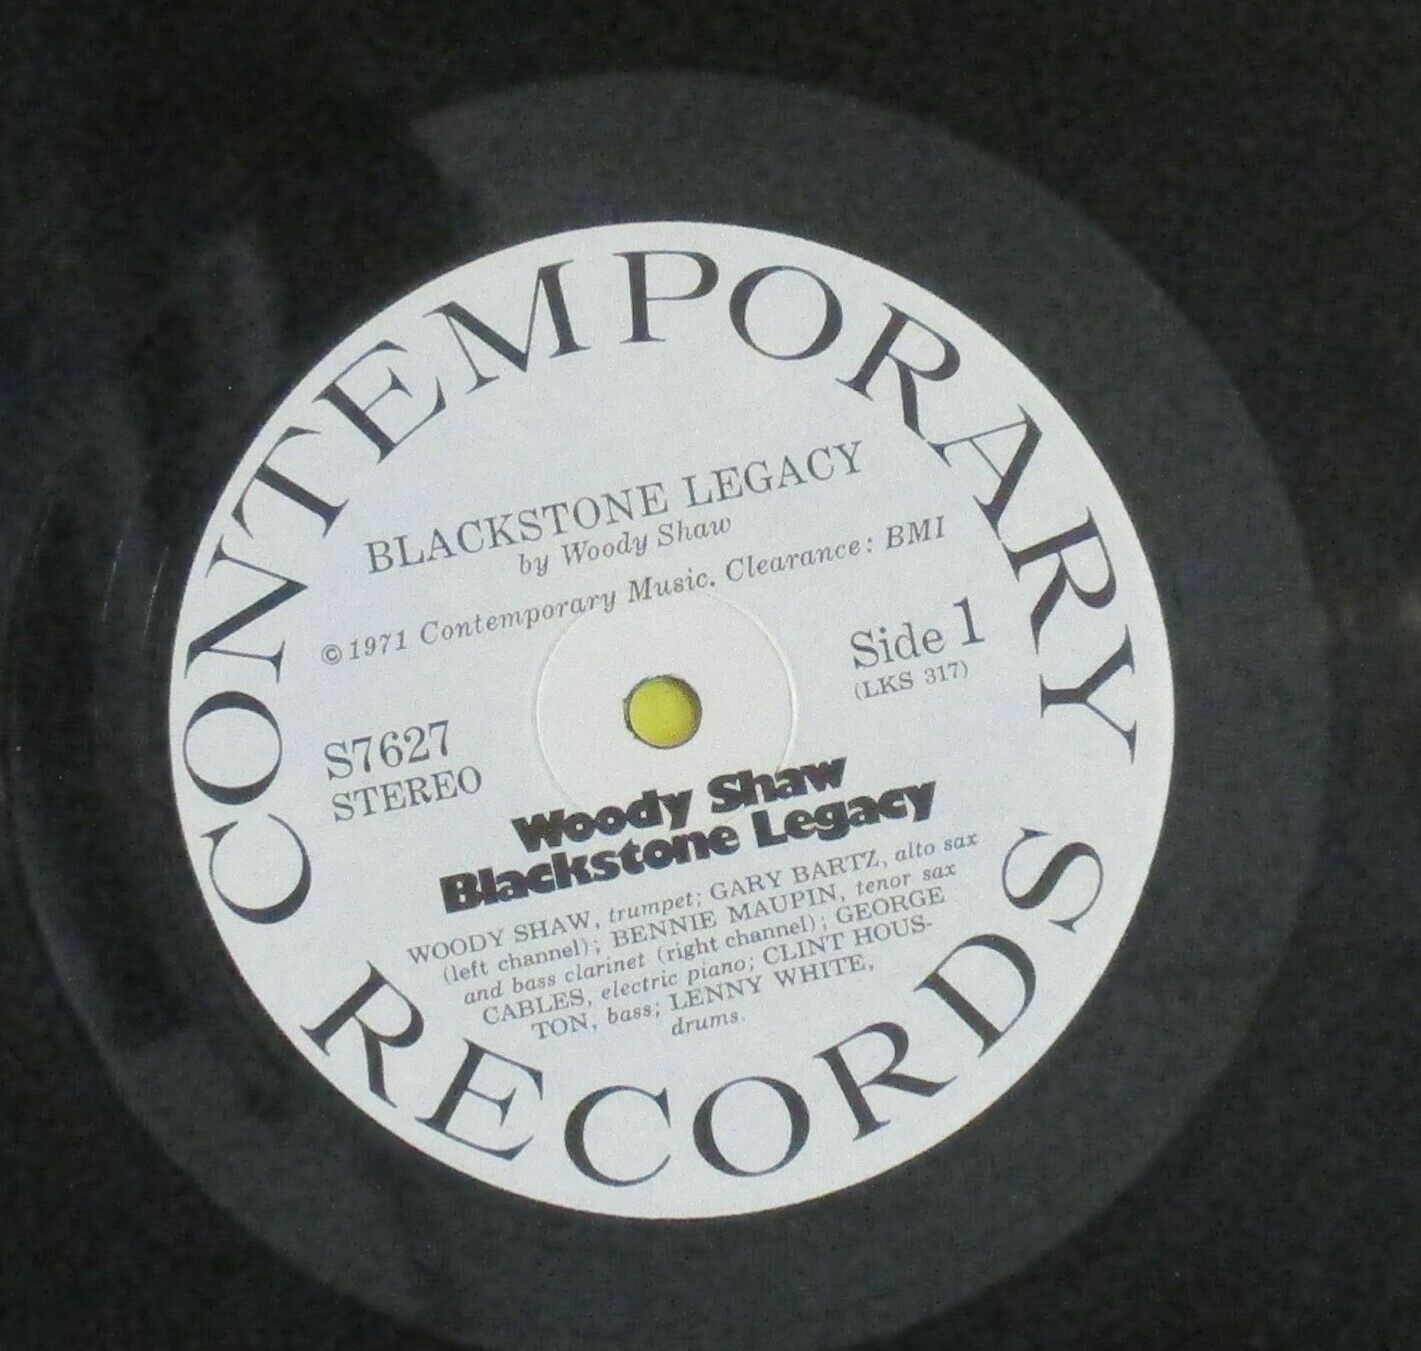 CONTEMPORARY
BLACKSTONE LEGACY
by Woody Shaw
©1971 Contemporary Music. Clearance: BMI
Side 1
(LKS 317)
S7627
STEREO
Woody Shaw
Blackstone Legacy
WOODY SHAW, trumpet; GARY BARTZ, alto sax
(left channel); BENNIE MAUPIN, tenor sax
and bass clarinet (right channel); GEORGE
CABLES, electric piano; CLINT HOUS-
TON, bass; LENNY WHITE,
drums.
RECORDS